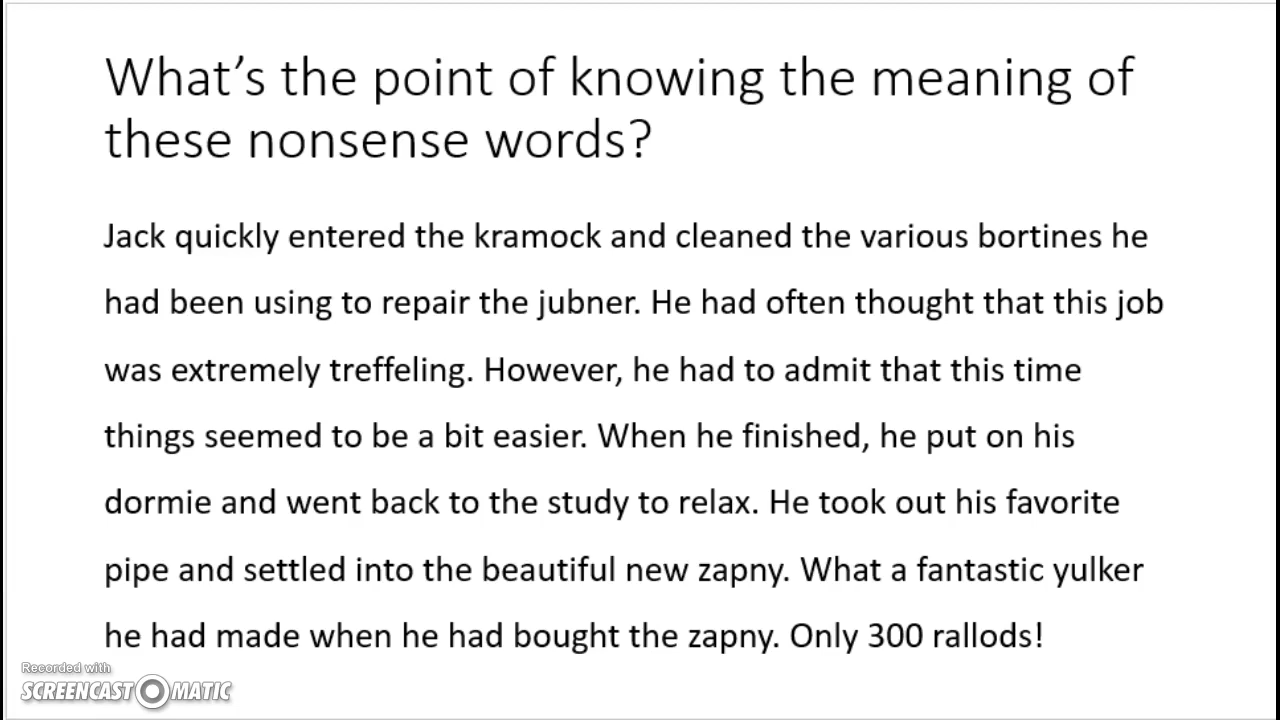 What’s the point of knowing the meaning of
these nonsense words?
Jack quickly entered the kramock and cleaned the various bortines he
had been using to repair the jubner. He had often thought that this job
was extremely treffeling. However, he had to admit that this time
things seemed to be a bit easier. When he finished, he put on his
dormie and went back to the study to relax. He took out his favorite
pipe and settled into the beautiful new zapny. What a fantastic yulker
he had made when he had bought the zapny. Only 300 rallods!
Recorded with
SCREENCAST-O-MATIC